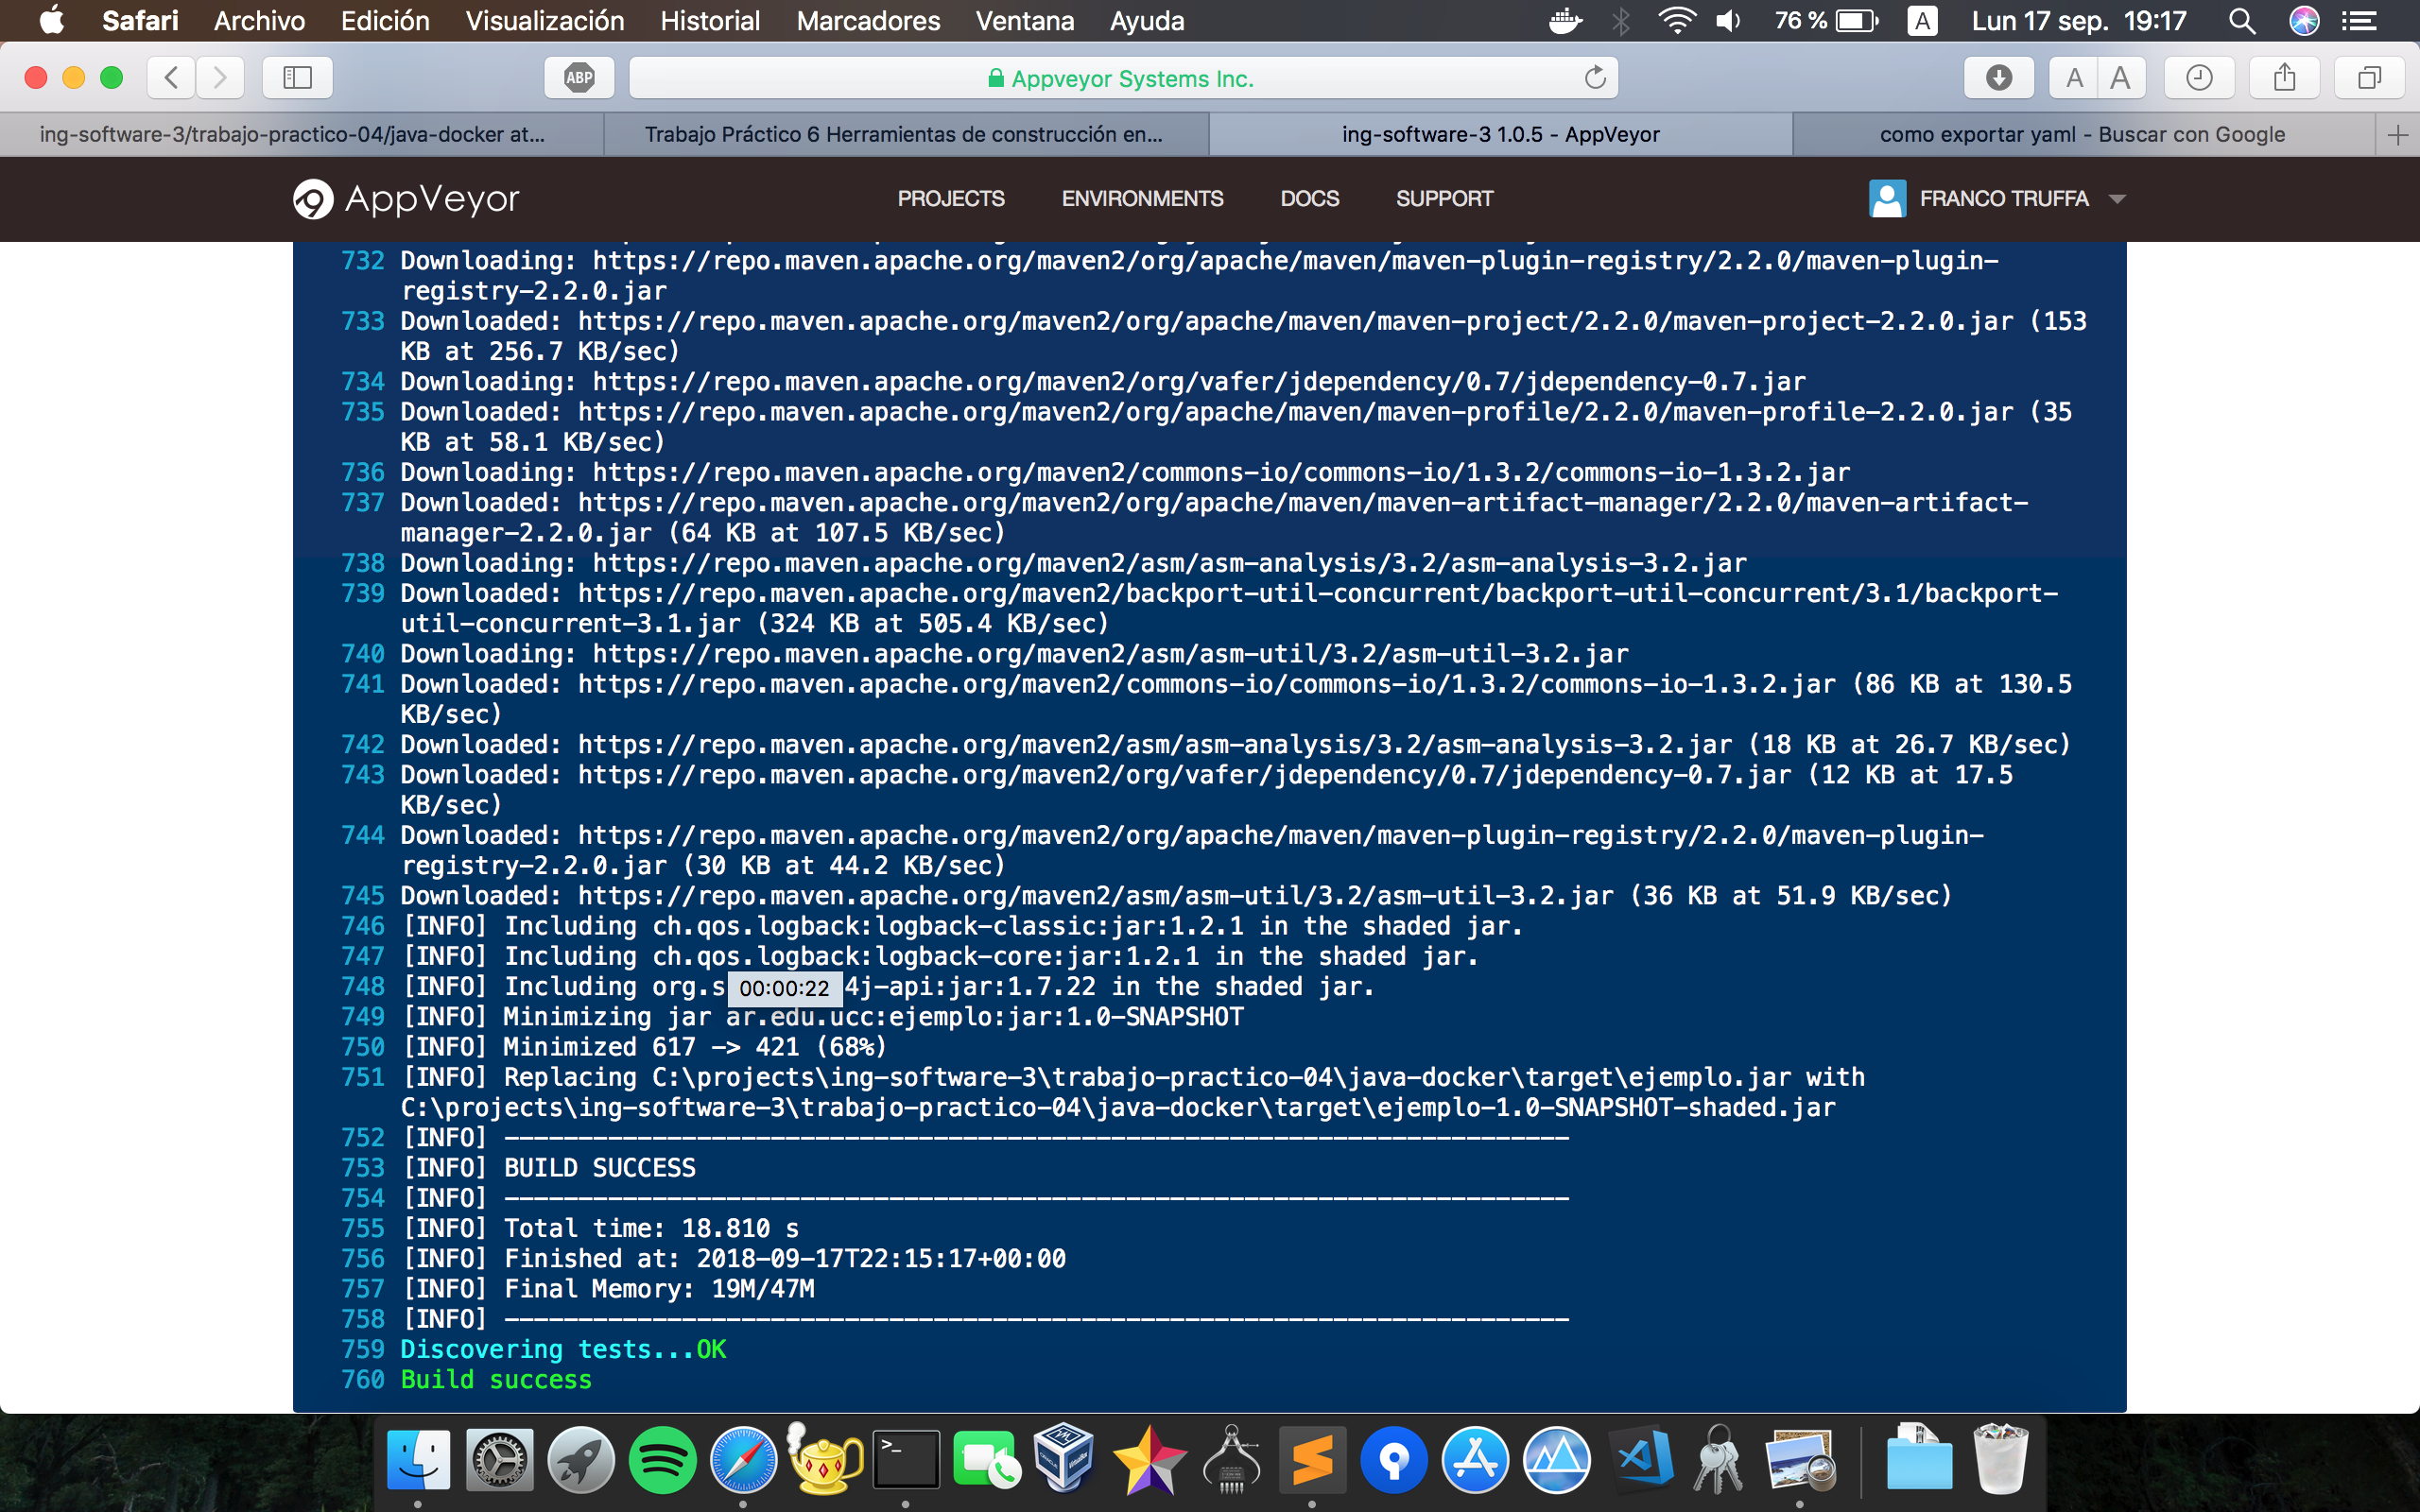 Safari Archivo Edición Visualización Historial Marcadores Ventana Ayuda 76 % A Lun 17 sep. 19:17
ABP Appveyor Systems Inc. A A
ing-software-3/trabajo-practico-04/java-docker at... Trabajo Práctico 6 Herramientas de construcción en... ing-software-3 1.0.5 - AppVeyor como exportar yaml - Buscar con Google
AppVeyor PROJECTS ENVIRONMENTS DOCS SUPPORT FRANCO TRUFFA
732 Downloading: https://repo.maven.apache.org/maven2/org/apache/maven/maven-plugin-registry/2.2.0/maven-plugin-
registry-2.2.0.jar
733 Downloaded: https://repo.maven.apache.org/maven2/org/apache/maven/maven-project/2.2.0/maven-project-2.2.0.jar (153
KB at 256.7 KB/sec)
734 Downloading: https://repo.maven.apache.org/maven2/org/vafer/jdependency/0.7/jdependency-0.7.jar
735 Downloaded: https://repo.maven.apache.org/maven2/org/apache/maven/maven-profile/2.2.0/maven-profile-2.2.0.jar (35
KB at 58.1 KB/sec)
736 Downloading: https://repo.maven.apache.org/maven2/commons-io/commons-io/1.3.2/commons-io-1.3.2.jar
737 Downloaded: https://repo.maven.apache.org/maven2/org/apache/maven/maven-artifact-manager/2.2.0/maven-artifact-
manager-2.2.0.jar (64 KB at 107.5 KB/sec)
738 Downloading: https://repo.maven.apache.org/maven2/asm/asm-analysis/3.2/asm-analysis-3.2.jar
739 Downloaded: https://repo.maven.apache.org/maven2/backport-util-concurrent/backport-util-concurrent/3.1/backport-
util-concurrent-3.1.jar (324 KB at 505.4 KB/sec)
740 Downloading: https://repo.maven.apache.org/maven2/asm/asm-util/3.2/asm-util-3.2.jar
741 Downloaded: https://repo.maven.apache.org/maven2/commons-io/commons-io/1.3.2/commons-io-1.3.2.jar (86 KB at 130.5
KB/sec)
742 Downloaded: https://repo.maven.apache.org/maven2/asm/asm-analysis/3.2/asm-analysis-3.2.jar (18 KB at 26.7 KB/sec)
743 Downloaded: https://repo.maven.apache.org/maven2/org/vafer/jdependency/0.7/jdependency-0.7.jar (12 KB at 17.5
KB/sec)
744 Downloaded: https://repo.maven.apache.org/maven2/org/apache/maven/maven-plugin-registry/2.2.0/maven-plugin-
registry-2.2.0.jar (30 KB at 44.2 KB/sec)
745 Downloaded: https://repo.maven.apache.org/maven2/asm/asm-util/3.2/asm-util-3.2.jar (36 KB at 51.9 KB/sec)
746 [INFO] Including ch.qos.logback:logback-classic:jar:1.2.1 in the shaded jar.
747 [INFO] Including ch.qos.logback:logback-core:jar:1.2.1 in the shaded jar.
748 [INFO] Including org.s 00:00:22 4j-api:jar:1.7.22 in the shaded jar.
749 [INFO] Minimizing jar ar.edu.ucc:ejemplo:jar:1.0-SNAPSHOT
750 [INFO] Minimized 617 -> 421 (68%)
751 [INFO] Replacing C:\projects\ing-software-3\trabajo-practico-04\java-docker\target\ejemplo.jar with
C:\projects\ing-software-3\trabajo-practico-04\java-docker\target\ejemplo-1.0-SNAPSHOT-shaded.jar
752 [INFO] ------------------------------------------------------------------------
753 [INFO] BUILD SUCCESS
754 [INFO] ------------------------------------------------------------------------
755 [INFO] Total time: 18.810 s
756 [INFO] Finished at: 2018-09-17T22:15:17+00:00
757 [INFO] Final Memory: 19M/47M
758 [INFO] ------------------------------------------------------------------------
759 Discovering tests...OK
760 Build success